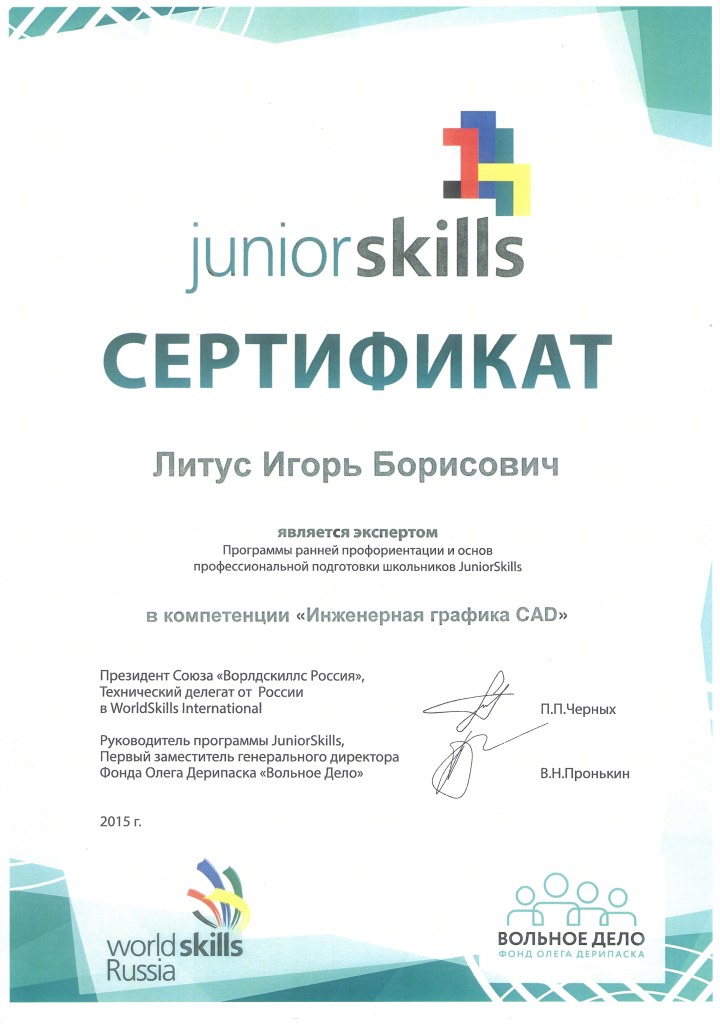 juniorskills
СЕРТИФИКАТ
Литус Игорь Борисович
является экспертом
Программы ранней профориентации и основ
профессиональной подготовки школьников JuniorSkills
в компетенции «Инженерная графика CAD»
Президент Союза «Ворлдскиллс Россия»,
Технический делегат от России
в WorldSkills International
П.П.Черных
Руководитель программы JuniorSkills,
Первый заместитель генерального директора
Фонда Олега Дерипаска «Вольное Дело»
В.Н.Пронькин
2015 г.
worldskills
Russia
ВОЛЬНОЕ ДЕЛО
ФОНД ОЛЕГА ДЕРИПАСКА